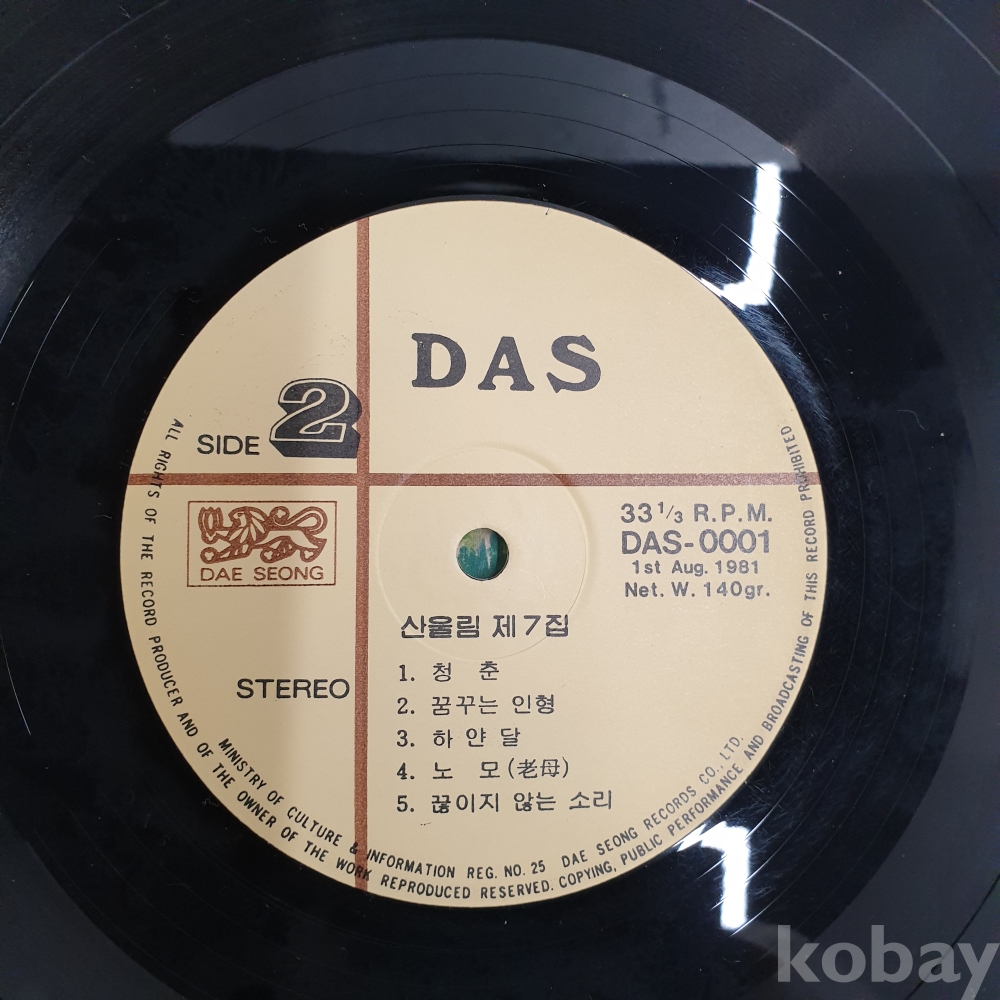 DAS
SIDE 2
DAE SEONG
33 1/3 R.P.M.
DAS-0001
1st Aug. 1981
Net. W. 140gr.
STEREO
산울림 제7집
1. 청 춘
2. 꿈꾸는 인형
3. 하 얀 달
4. 노 모(老母)
5. 끊이지 않는 소리
MINISTRY OF CULTURE & INFORMATION REG. NO. 25 DAE SEONG RECORDS CO., LTD.
ALL RIGHTS OF THE RECORD PRODUCER AND OF THE OWNER OF THE WORK REPRODUCED RESERVED. COPYING, PUBLIC PERFORMANCE AND BROADCASTING OF THIS RECORD PROHIBITED
kobay